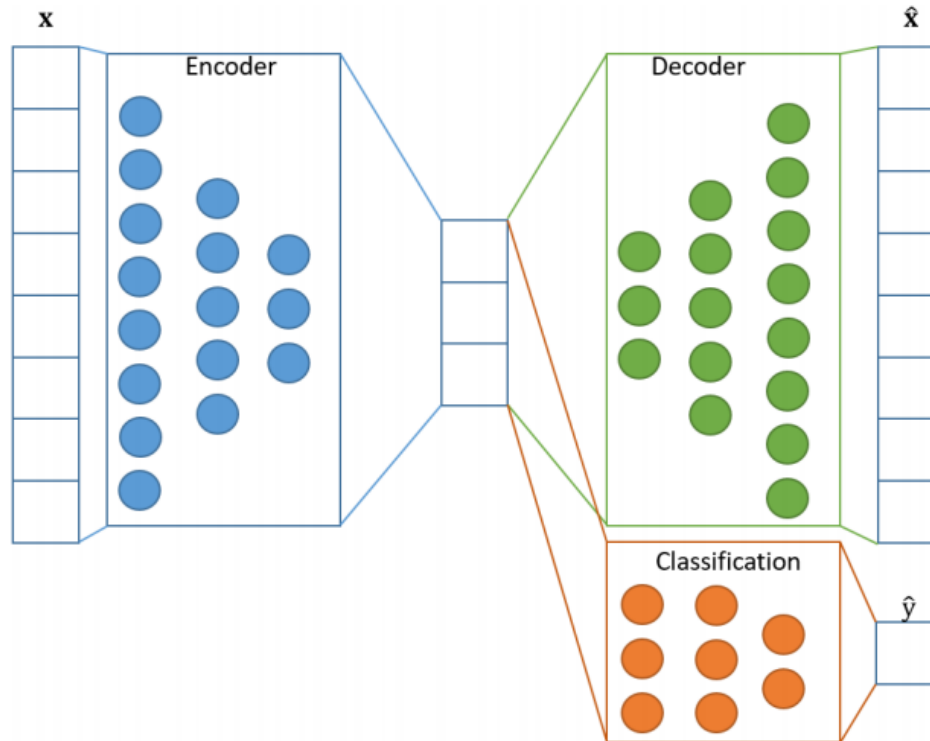 x
x̂
Encoder
Decoder
Classification
ŷ